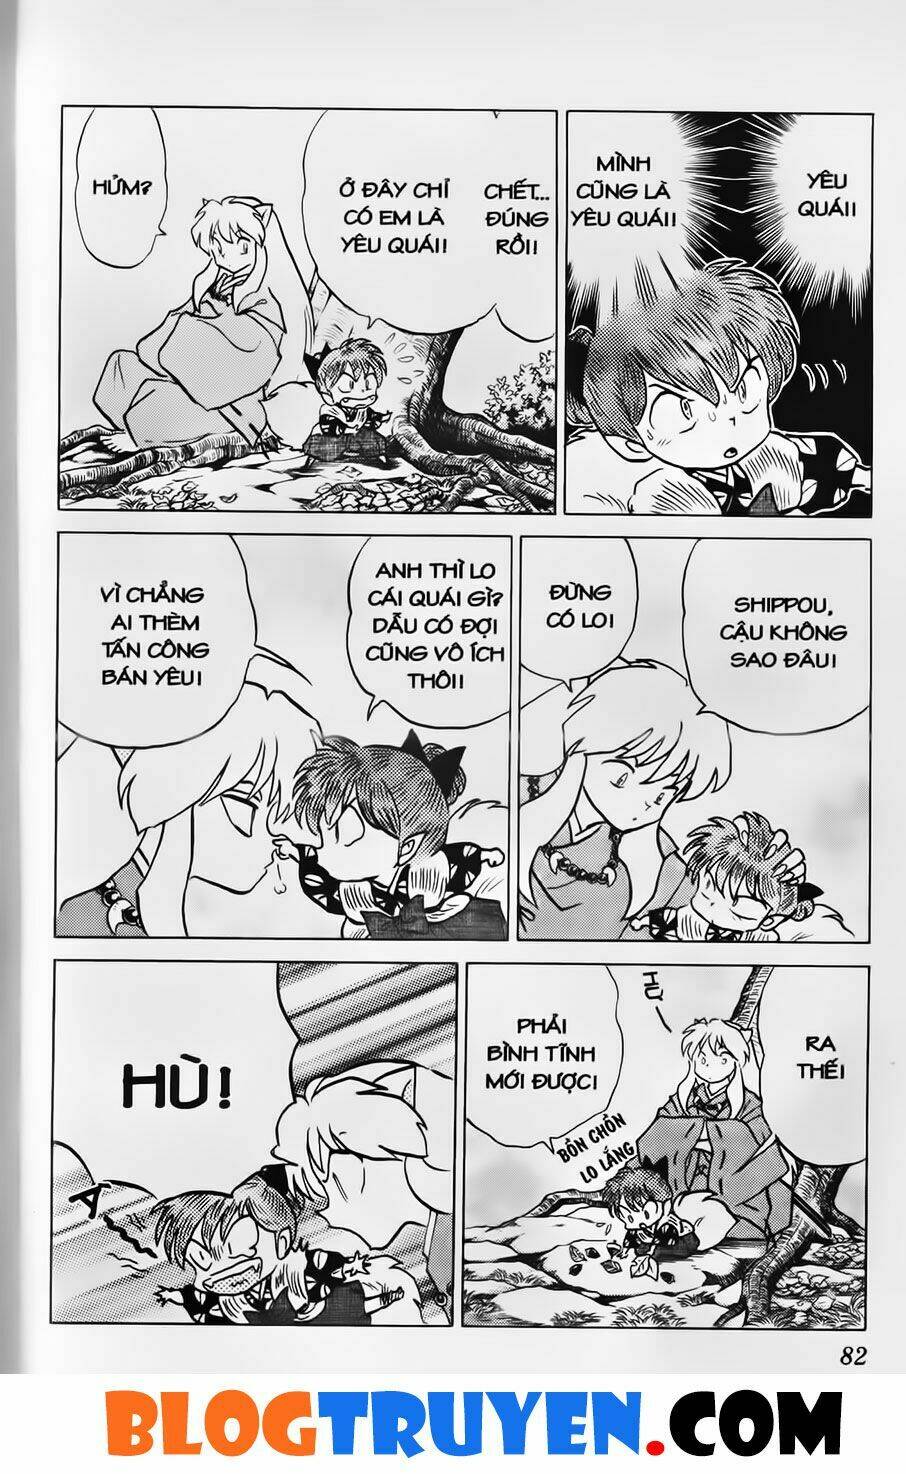 YÊU
QUÁI!
MÌNH
CŨNG LÀ
YÊU QUÁI!
CHẾT...
ĐÚNG
RỒI!
Ở ĐÂY CHỈ
CÓ EM LÀ
YÊU QUÁI!
HỬM?
SHIPPOU,
CẬU KHÔNG
SAO ĐÂU!
ĐỪNG
CÓ LO!
ANH THÌ LO
CÁI QUÁI GÌ?
DẪU CÓ ĐỢI
CŨNG VÔ ÍCH
THÔI!
VÌ CHẲNG
AI THÈM
TẤN CÔNG
BÁN YÊU!
RA
THẾ!
PHẢI
BÌNH TĨNH
MỚI ĐƯỢC!
BỒN CHỒN
LO LẮNG
HÙ!
Á
82
BLOGTRUYEN.COM